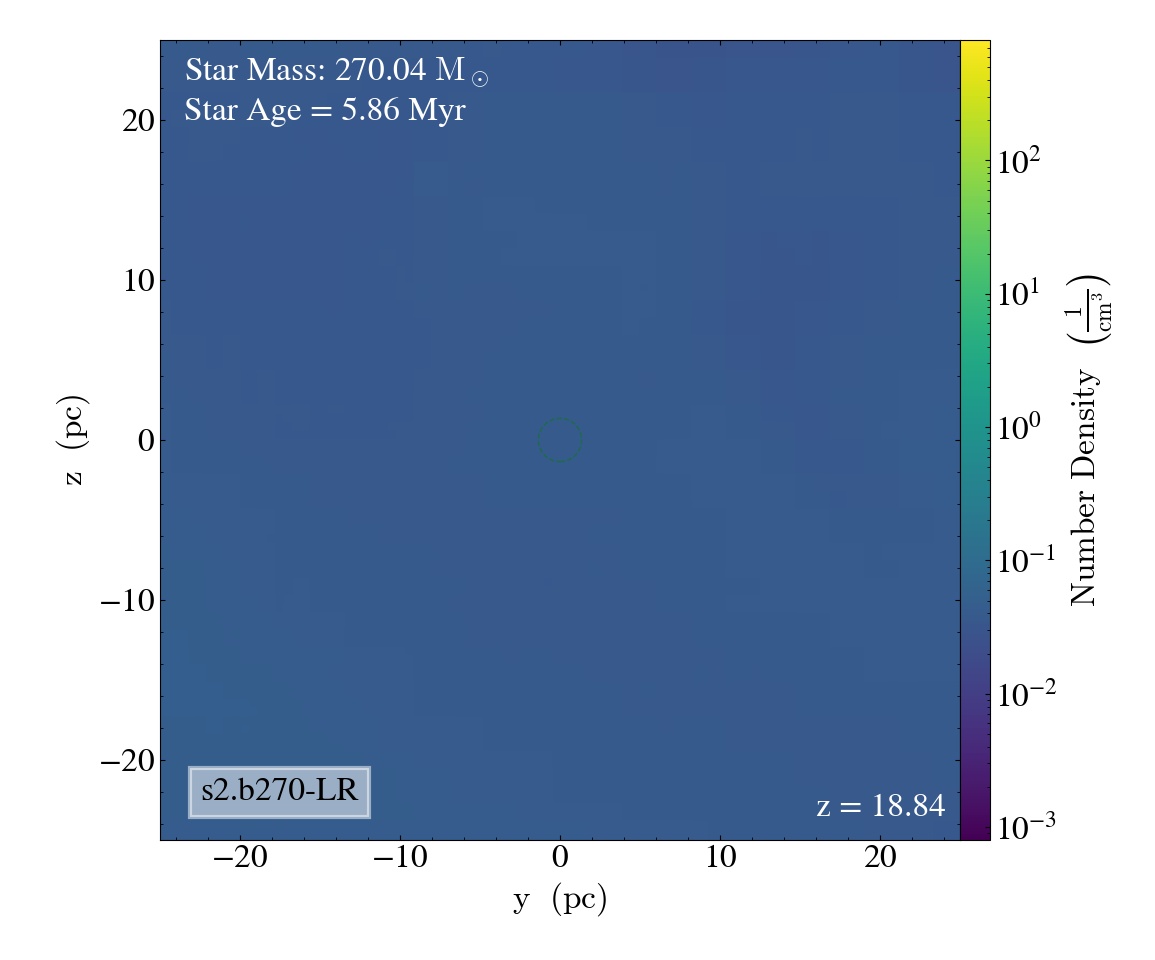 Star Mass: 270.04 M⊙
Star Age = 5.86 Myr
20
10
0
−10
−20
z (pc)
s2.b270-LR
z = 18.84
−20 −10 0 10 20
y (pc)
10²
10¹
10⁰
10⁻¹
10⁻²
10⁻³
Number Density (1/cm³)